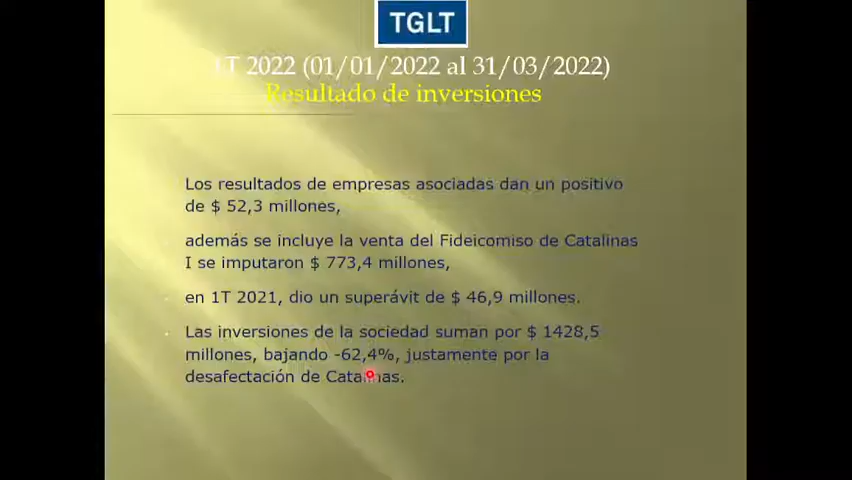 TGLT
1T 2022 (01/01/2022 al 31/03/2022)
Resultado de inversiones
Los resultados de empresas asociadas dan un positivo
de $ 52,3 millones,
además se incluye la venta del Fideicomiso de Catalinas
I se imputaron $ 773,4 millones,
en 1T 2021, dio un superávit de $ 46,9 millones.
Las inversiones de la sociedad suman por $ 1428,5
millones, bajando -62,4%, justamente por la
desafectación de Catalinas.